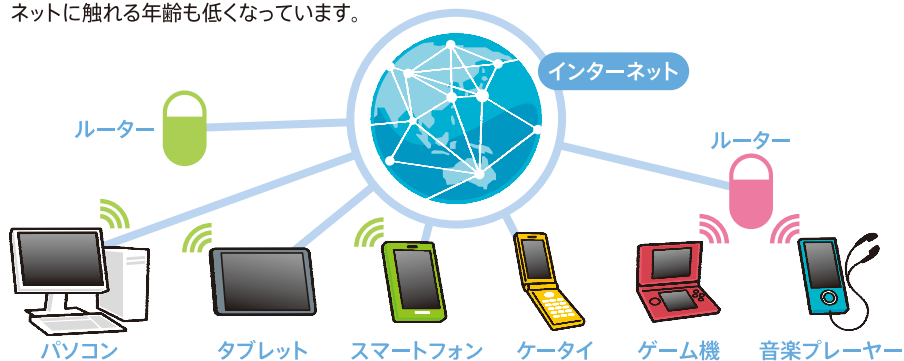 ネットに触れる年齢も低くなっています。
インターネット
ルーター
ルーター
パソコン
タブレット
スマートフォン
ケータイ
ゲーム機
音楽プレーヤー